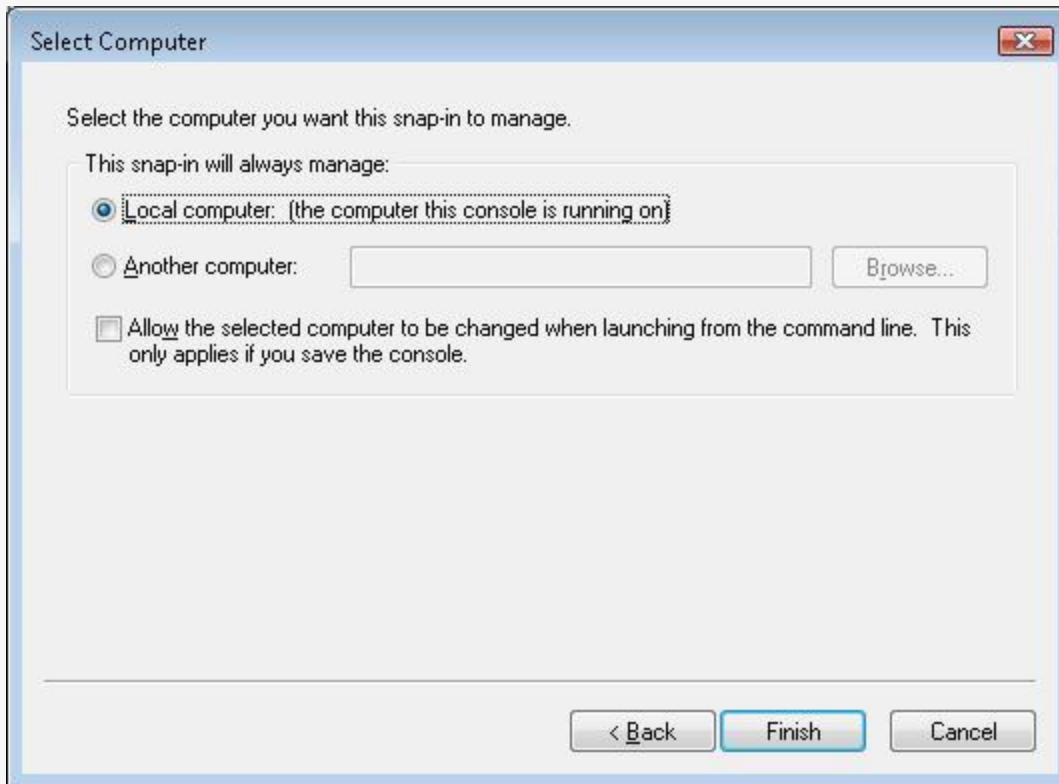 Select Computer
Select the computer you want this snap-in to manage.
This snap-in will always manage:
Local computer:  (the computer this console is running on)
Another computer:
Browse...
Allow the selected computer to be changed when launching from the command line.  This
only applies if you save the console.
< Back
Finish
Cancel